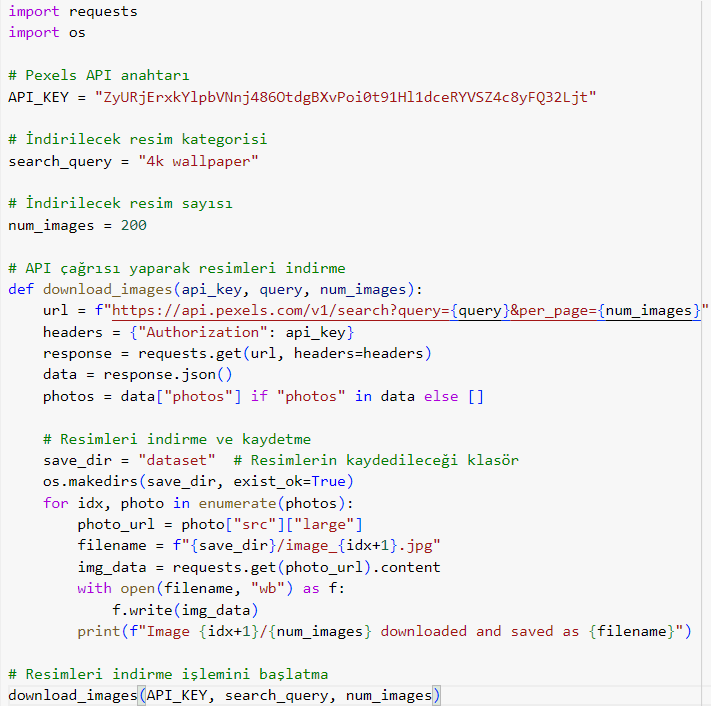 import requests
import os
# Pexels API anahtarı
API_KEY = "ZyURjErxkYlpbVNnj486OtdgBXvPoi0t91Hl1dceRYVSZ4c8yFQ32Ljt"
# İndirilecek resim kategorisi
search_query = "4k wallpaper"
# İndirilecek resim sayısı
num_images = 200
# API çağrısı yaparak resimleri indirme
def download_images(api_key, query, num_images):
    url = f"https://api.pexels.com/v1/search?query={query}&per_page={num_images}"
    headers = {"Authorization": api_key}
    response = requests.get(url, headers=headers)
    data = response.json()
    photos = data["photos"] if "photos" in data else []
    # Resimleri indirme ve kaydetme
    save_dir = "dataset"  # Resimlerin kaydedileceği klasör
    os.makedirs(save_dir, exist_ok=True)
    for idx, photo in enumerate(photos):
        photo_url = photo["src"]["large"]
        filename = f"{save_dir}/image_{idx+1}.jpg"
        img_data = requests.get(photo_url).content
        with open(filename, "wb") as f:
            f.write(img_data)
        print(f"Image {idx+1}/{num_images} downloaded and saved as {filename}")
# Resimleri indirme işlemini başlatma
download_images(API_KEY, search_query, num_images)